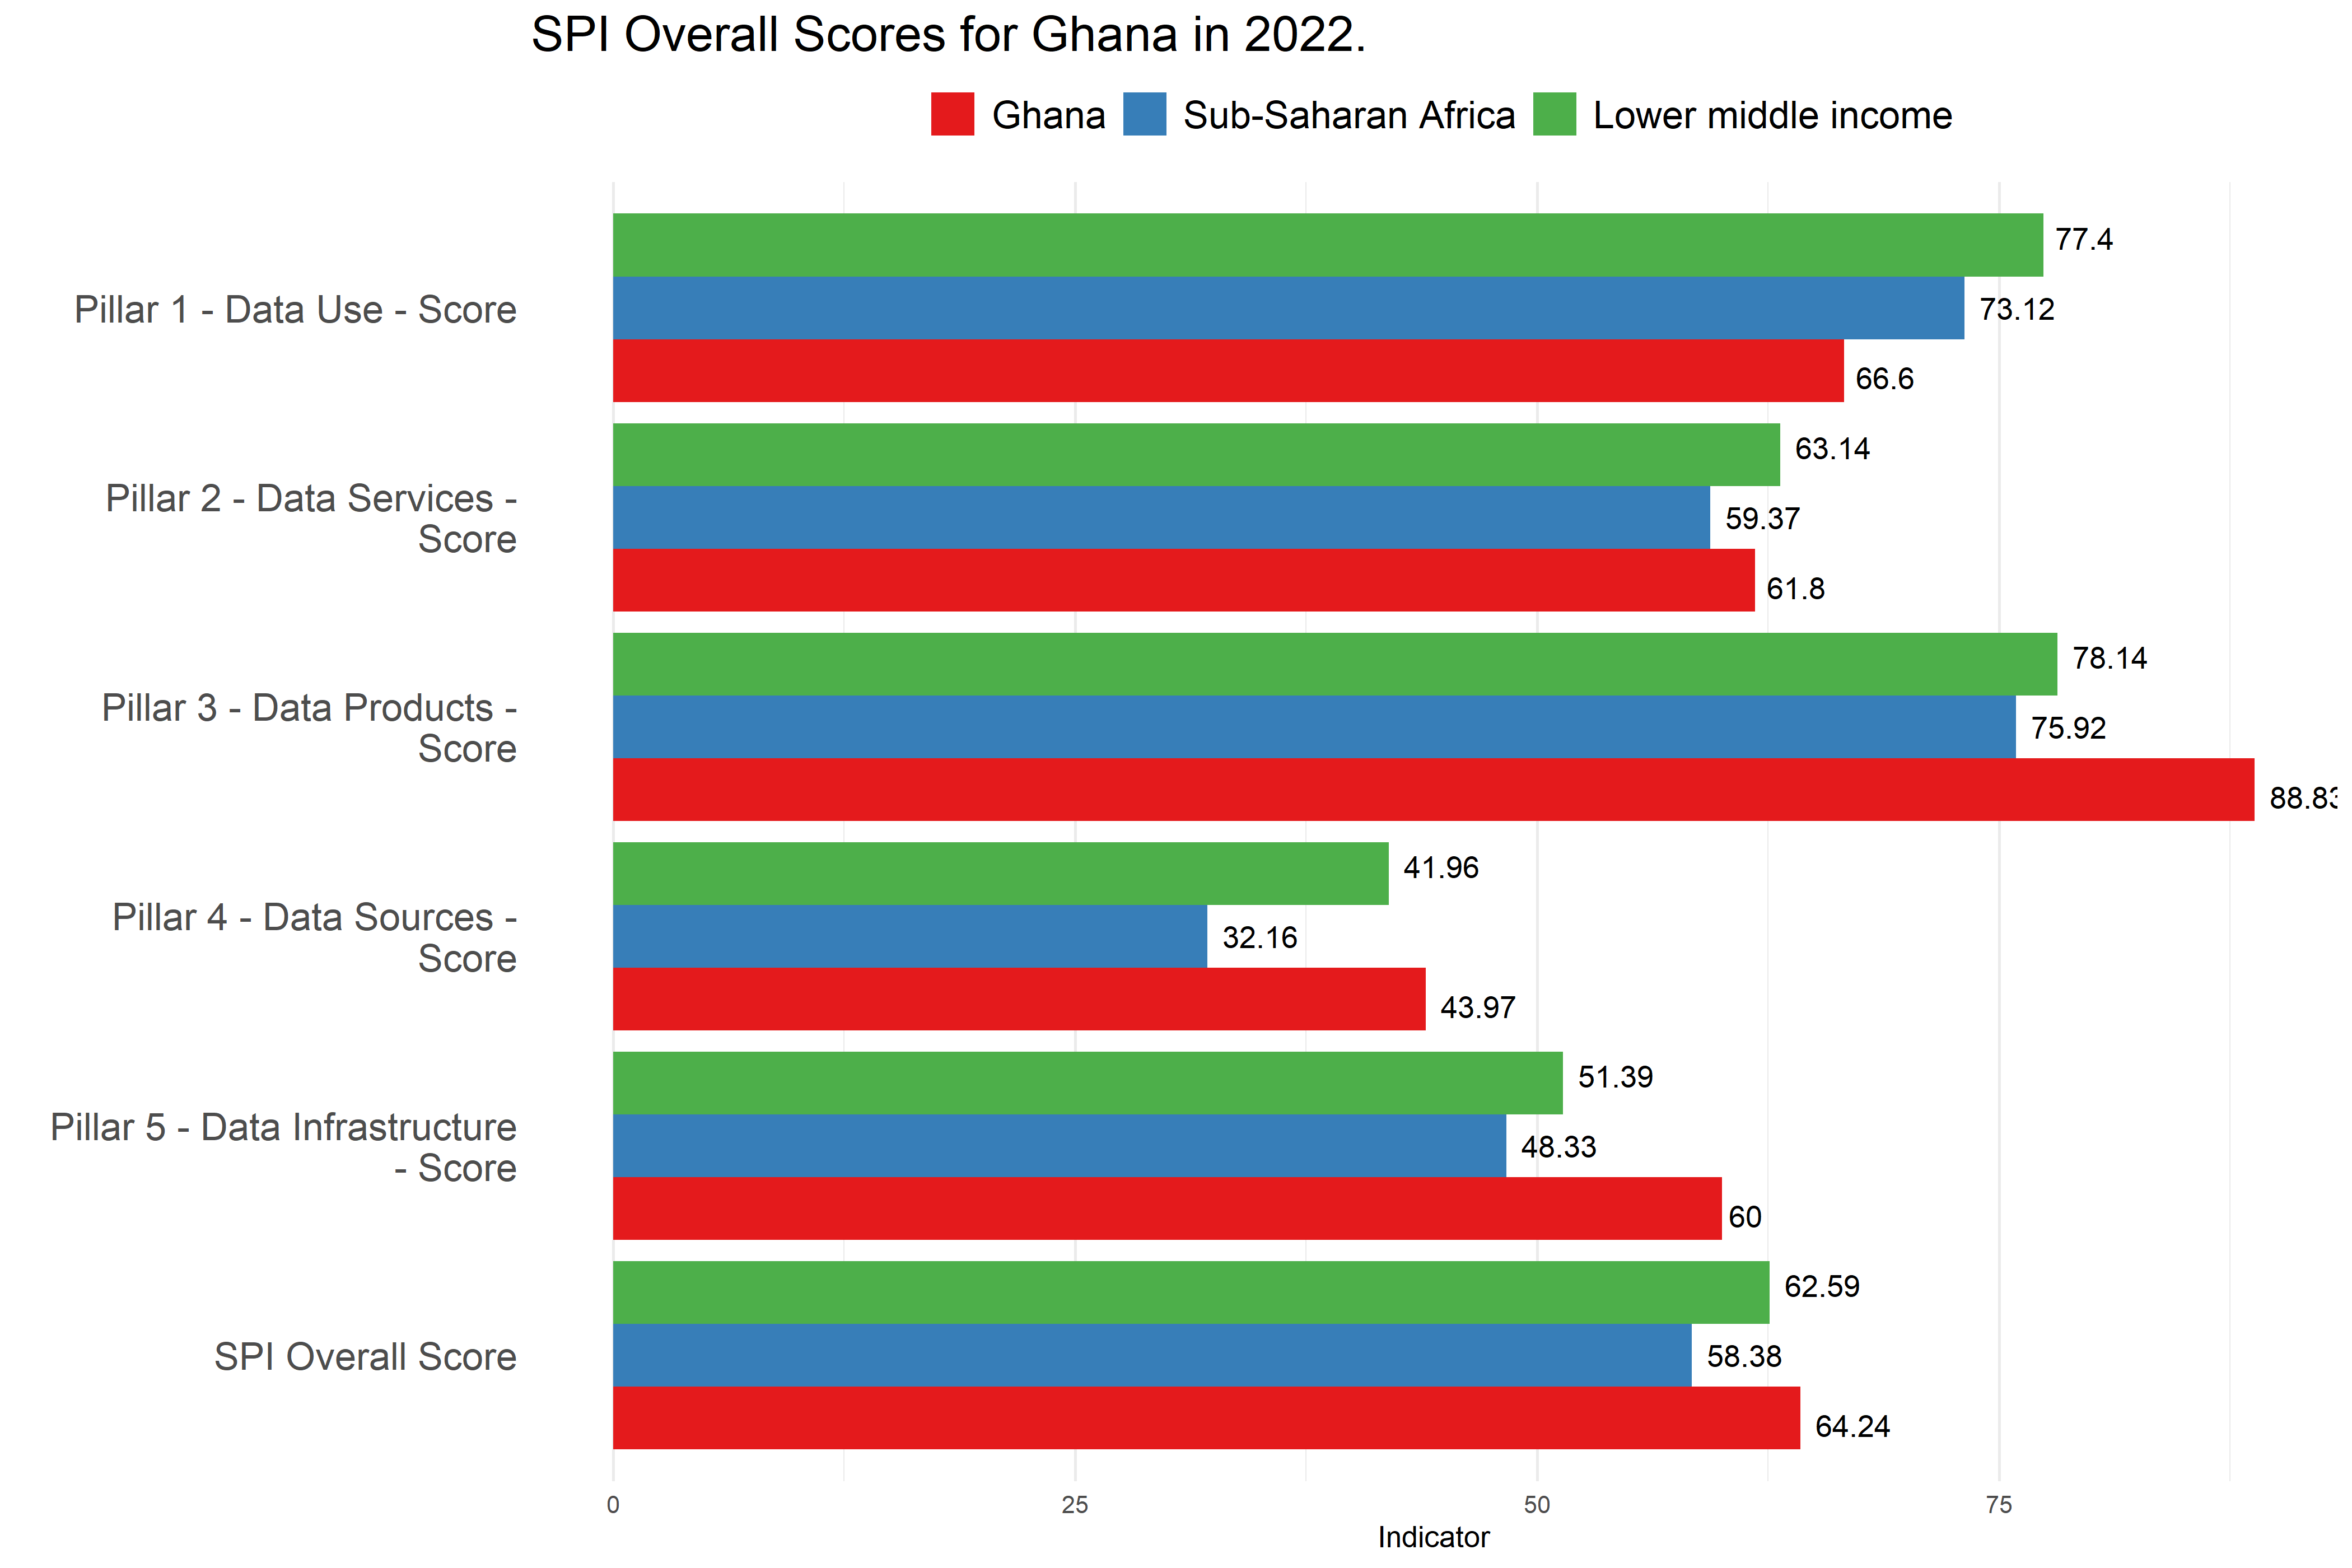 SPI Overall Scores for Ghana in 2022.
Ghana Sub-Saharan Africa Lower middle income
Pillar 1 - Data Use - Score
77.4
73.12
66.6
Pillar 2 - Data Services -
Score
63.14
59.37
61.8
Pillar 3 - Data Products -
Score
78.14
75.92
88.83
Pillar 4 - Data Sources -
Score
41.96
32.16
43.97
Pillar 5 - Data Infrastructure
- Score
51.39
48.33
60
SPI Overall Score
62.59
58.38
64.24
0 25 50 75
Indicator